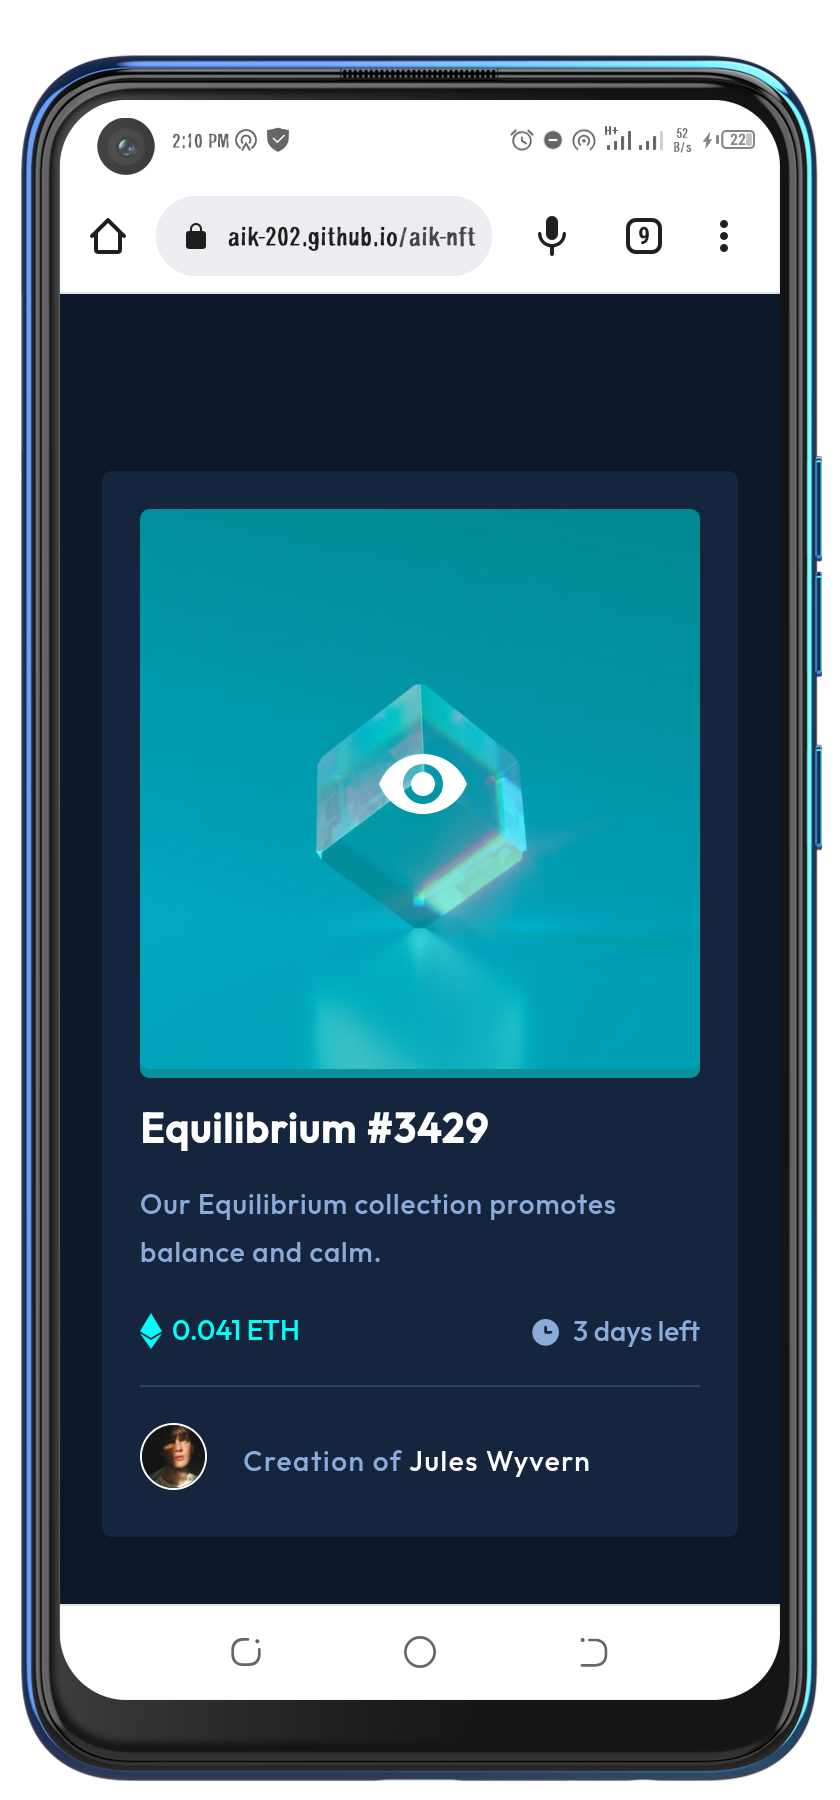 2:10 PM
H+
52
B/s
22
aik-202.github.io/aik-nft
9
Equilibrium #3429
Our Equilibrium collection promotes
balance and calm.
0.041 ETH
3 days left
Creation of Jules Wyvern